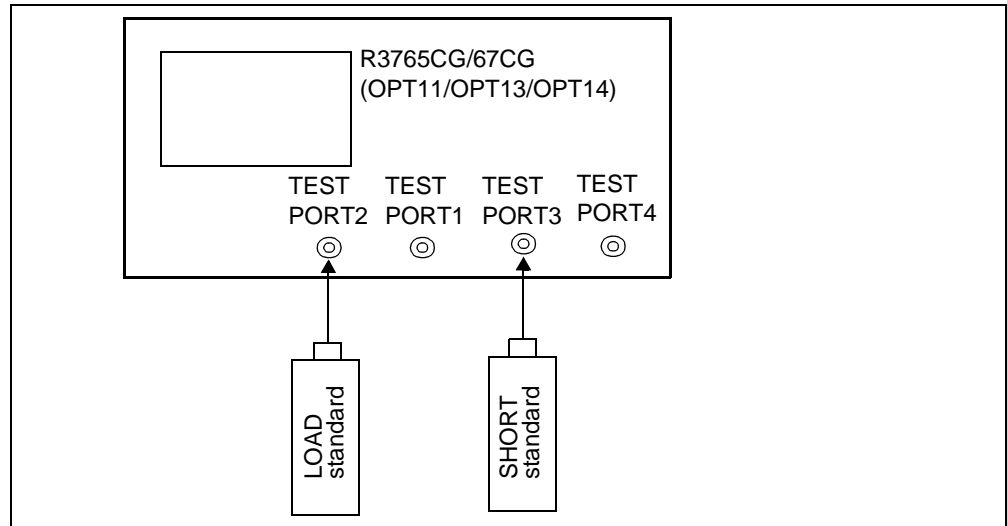 R3765CG/67CG
(OPT11/OPT13/OPT14)
TEST
PORT2
TEST
PORT1
TEST
PORT3
TEST
PORT4
LOAD
standard
SHORT
standard